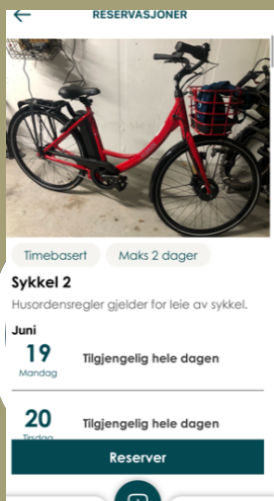 RESERVASJONER
Timebasert Maks 2 dager
Sykkel 2
Husordensregler gjelder for leie av sykkel.
Juni
19 Tilgjengelig hele dagen
Mandag
20 Tilgjengelig hele dagen
Tirsdag
Reserver